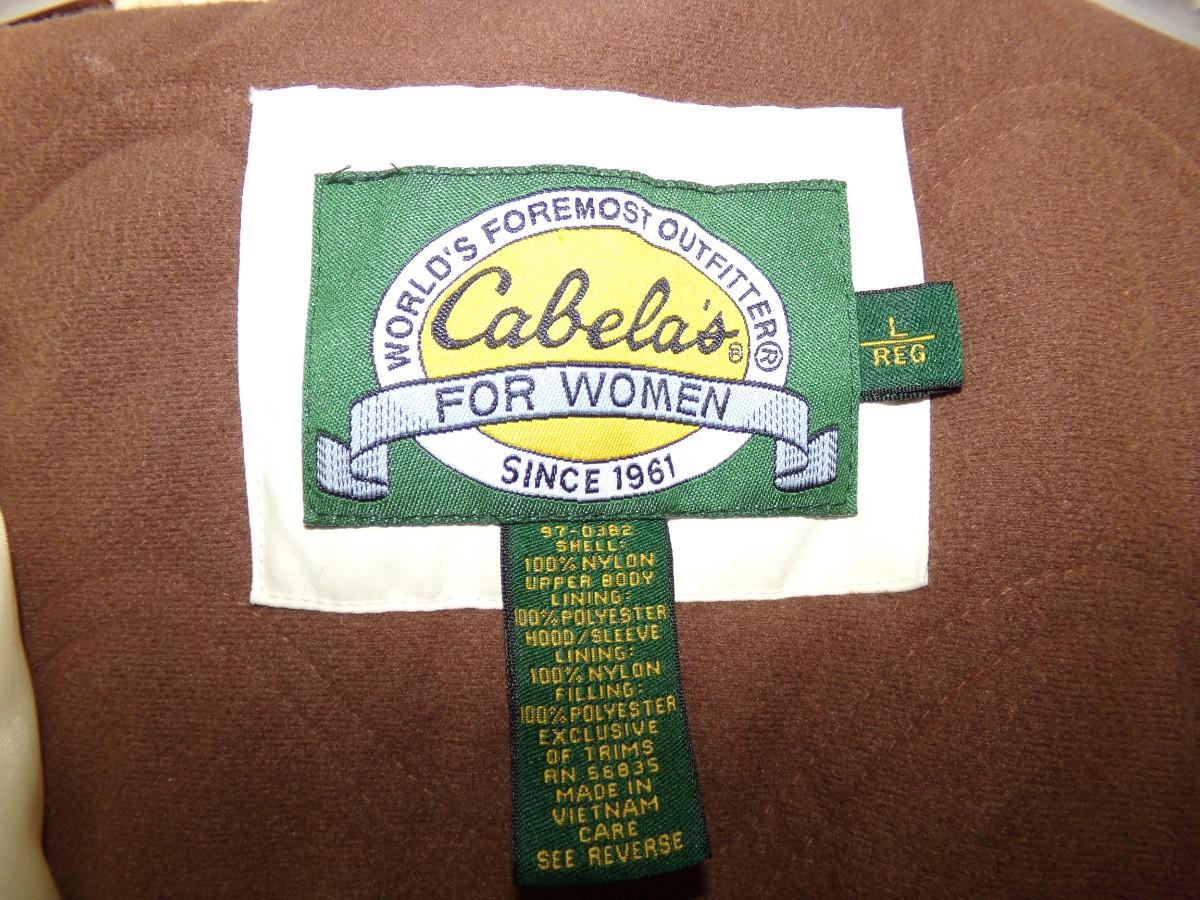 WORLD'S FOREMOST OUTFITTER®
Cabela's®
FOR WOMEN
SINCE 1961
L
REG
97-0382
SHELL:
100% NYLON
UPPER BODY
LINING:
100% POLYESTER
HOOD/SLEEVE
LINING:
100% NYLON
FILLING:
100% POLYESTER
EXCLUSIVE
OF TRIMS
RN 56835
MADE IN
VIETNAM
CARE
SEE REVERSE